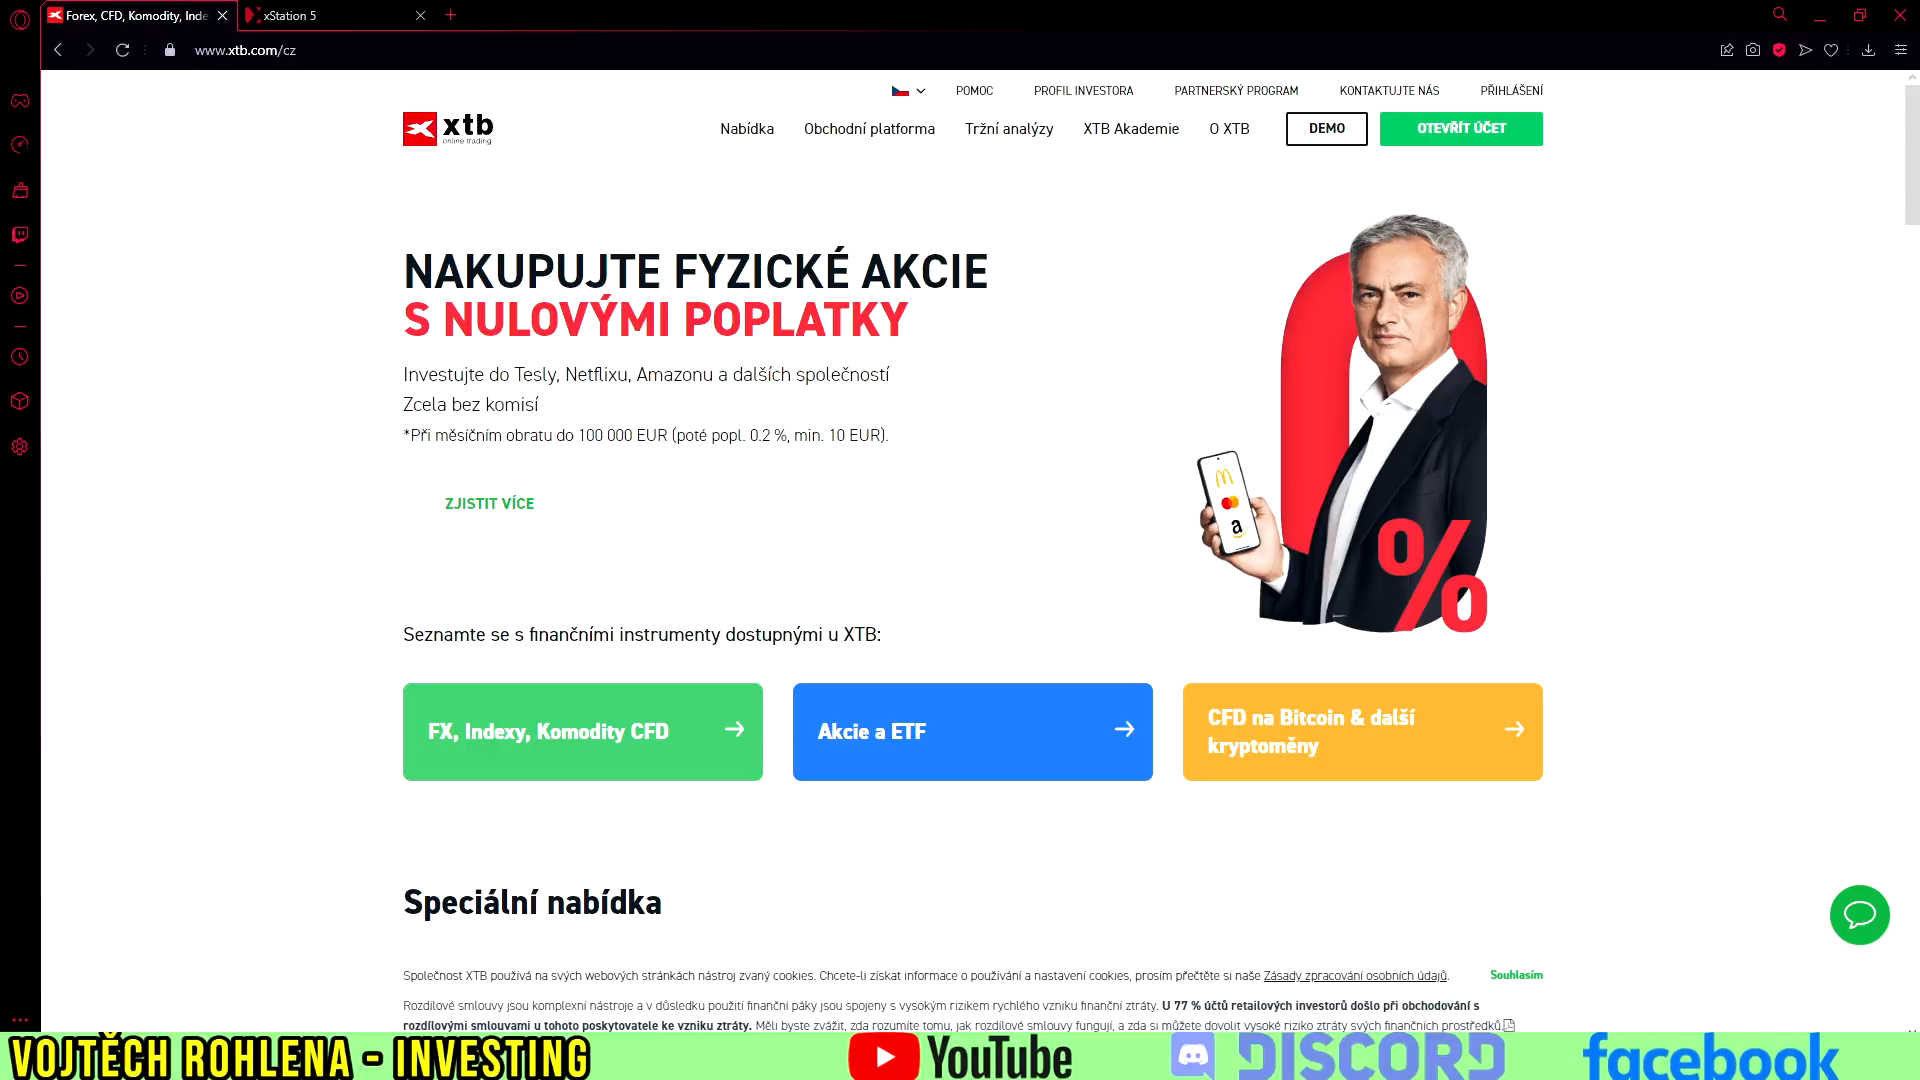 Forex, CFD, Komodity, Inde
xStation 5
www.xtb.com/cz
POMOC
PROFIL INVESTORA
PARTNERSKÝ PROGRAM
KONTAKTUJTE NÁS
PŘIHLÁŠENÍ
xtb
online trading
Nabídka
Obchodní platforma
Tržní analýzy
XTB Akademie
O XTB
DEMO
OTEVŘÍT ÚČET
NAKUPUJTE FYZICKÉ AKCIE
S NULOVÝMI POPLATKY
Investujte do Tesly, Netflixu, Amazonu a dalších společností
Zcela bez komisí
*Při měsíčním obratu do 100 000 EUR (poté popl. 0.2 %, min. 10 EUR).
ZJISTIT VÍCE
%
Seznamte se s finančními instrumenty dostupnými u XTB:
FX, Indexy, Komodity CFD
Akcie a ETF
CFD na Bitcoin & další
kryptoměny
Speciální nabídka
Společnost XTB používá na svých webových stránkách nástroj zvaný cookies. Chcete-li získat informace o používání a nastavení cookies, prosím přečtěte si naše Zásady zpracování osobních údajů.
Souhlasím
Rozdílové smlouvy jsou komplexní nástroje a v důsledku použití finanční páky jsou spojeny s vysokým rizikem rychlého vzniku finanční ztráty. U 77 % účtů retailových investorů došlo při obchodování s
rozdílovými smlouvami u tohoto poskytovatele ke vzniku ztráty. Měli byste zvážit, zda rozumíte tomu, jak rozdílové smlouvy fungují, a zda si můžete dovolit vysoké riziko ztráty svých finančních prostředků.
VOJTĚCH ROHLENA - INVESTING
YouTube
DISCORD
facebook